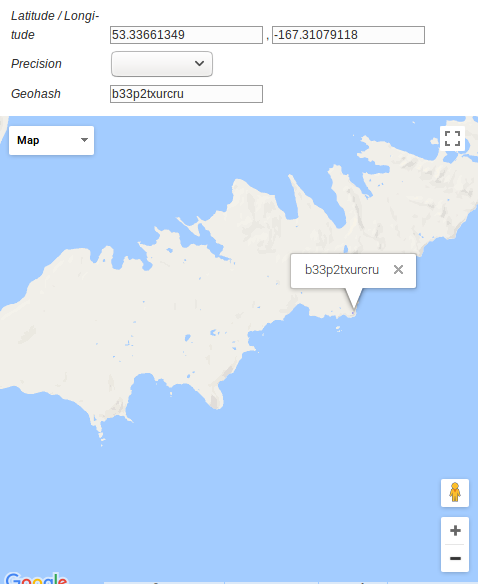 Latitude / Longi-
tude 53.33661349 , -167.31079118
Precision
Geohash b33p2txurcru
Map
b33p2txurcru
Google